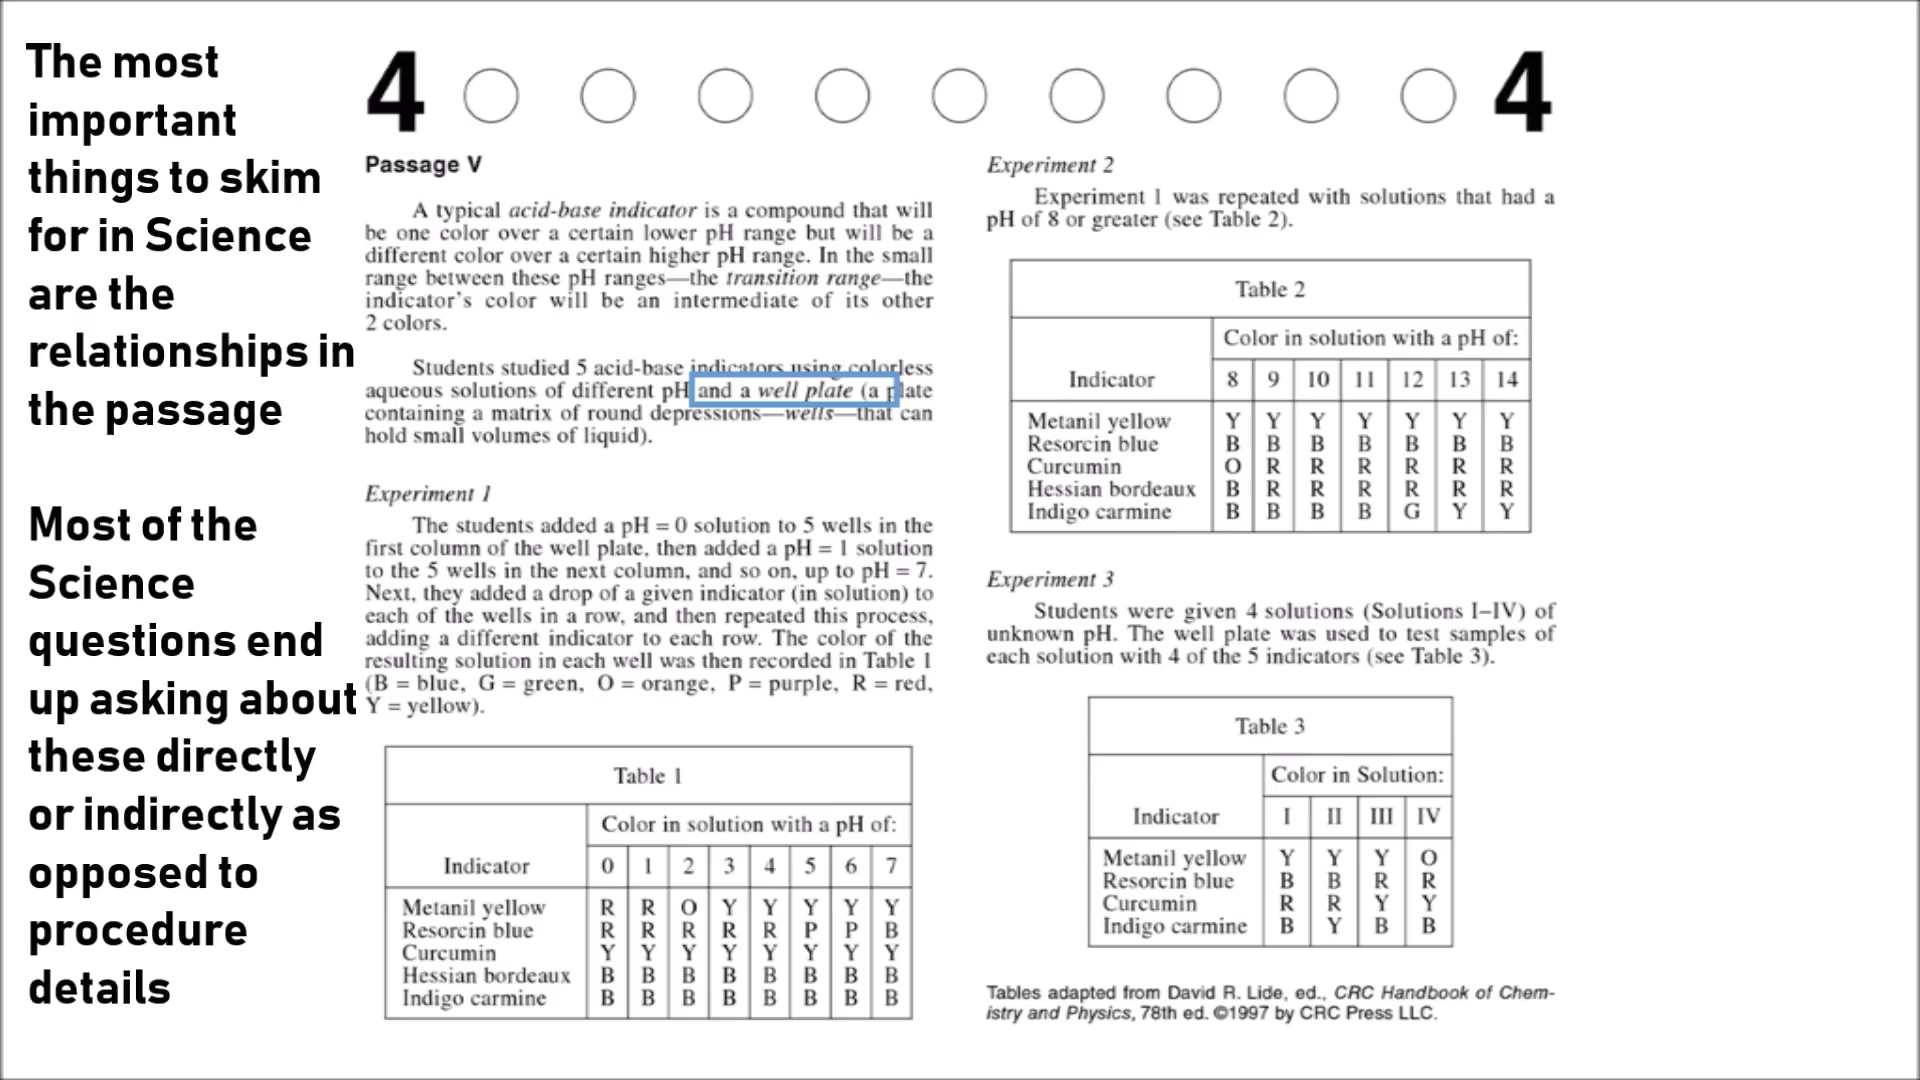 The most
important
things to skim
for in Science
are the
relationships in
the passage
Most of the
Science
questions end
up asking about
these directly
or indirectly as
opposed to
procedure
details
4 4
Passage V
A typical acid-base indicator is a compound that will
be one color over a certain lower pH range but will be a
different color over a certain higher pH range. In the small
range between these pH ranges—the transition range—the
indicator's color will be an intermediate of its other
2 colors.
Students studied 5 acid-base indicators using colorless
aqueous solutions of different pH and a well plate (a plate
containing a matrix of round depressions—wells—that can
hold small volumes of liquid).
Experiment 1
The students added a pH = 0 solution to 5 wells in the
first column of the well plate, then added a pH = 1 solution
to the 5 wells in the next column, and so on, up to pH = 7.
Next, they added a drop of a given indicator (in solution) to
each of the wells in a row, and then repeated this process,
adding a different indicator to each row. The color of the
resulting solution in each well was then recorded in Table 1
(B = blue, G = green, O = orange, P = purple, R = red,
Y = yellow).
Table 1
Color in solution with a pH of:
Indicator 0 1 2 3 4 5 6 7
Metanil yellow R R O Y Y Y Y Y
Resorcin blue R R R R R P P B
Curcumin Y Y Y Y Y Y Y Y
Hessian bordeaux B B B B B B B B
Indigo carmine B B B B B B B B
Experiment 2
Experiment 1 was repeated with solutions that had a
pH of 8 or greater (see Table 2).
Table 2
Color in solution with a pH of:
Indicator 8 9 10 11 12 13 14
Metanil yellow Y Y Y Y Y Y Y
Resorcin blue B B B B B B B
Curcumin O R R R R R R
Hessian bordeaux B R R R R R R
Indigo carmine B B B B G Y Y
Experiment 3
Students were given 4 solutions (Solutions I–IV) of
unknown pH. The well plate was used to test samples of
each solution with 4 of the 5 indicators (see Table 3).
Table 3
Color in Solution:
Indicator I II III IV
Metanil yellow Y Y Y O
Resorcin blue B B R R
Curcumin R R Y Y
Indigo carmine B Y B B
Tables adapted from David R. Lide, ed., CRC Handbook of Chem-
istry and Physics, 78th ed. ©1997 by CRC Press LLC.